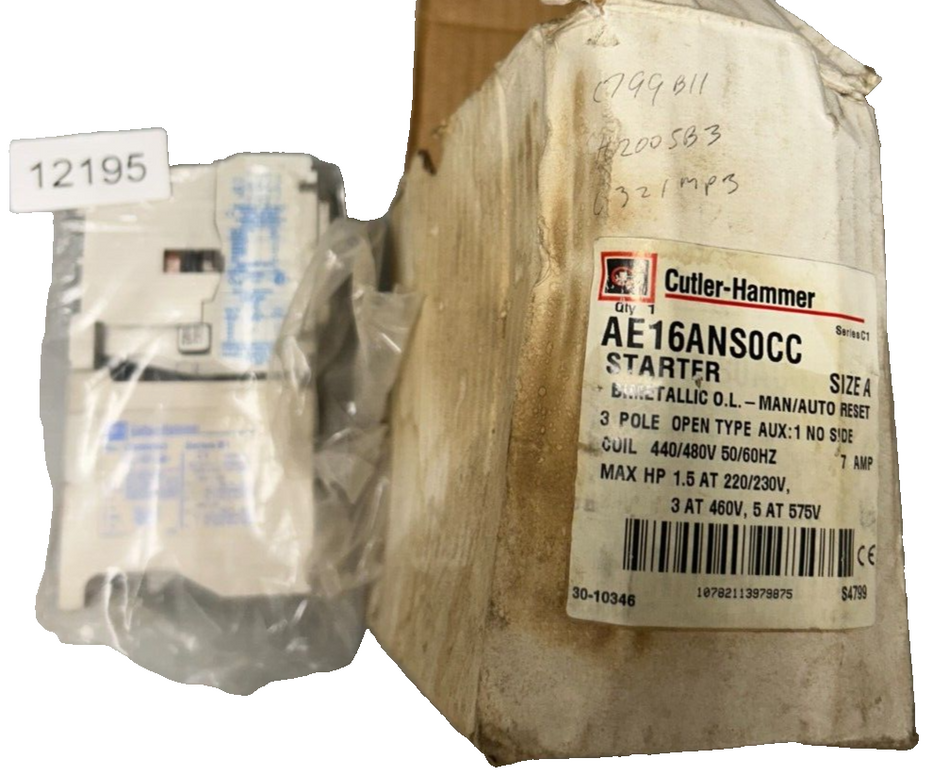 12195
C799B11
H2005B3
C321MPB
Cutler-Hammer
Qty 1
Series C1
AE16ANS0CC
STARTER SIZE A
BIMETALLIC O.L. – MAN/AUTO RESET
3 POLE OPEN TYPE AUX:1 NO SIDE
COIL 440/480V 50/60HZ 7 AMP
MAX HP 1.5 AT 220/230V,
3 AT 460V, 5 AT 575V
CE
30-10346 10782113979875 $4799